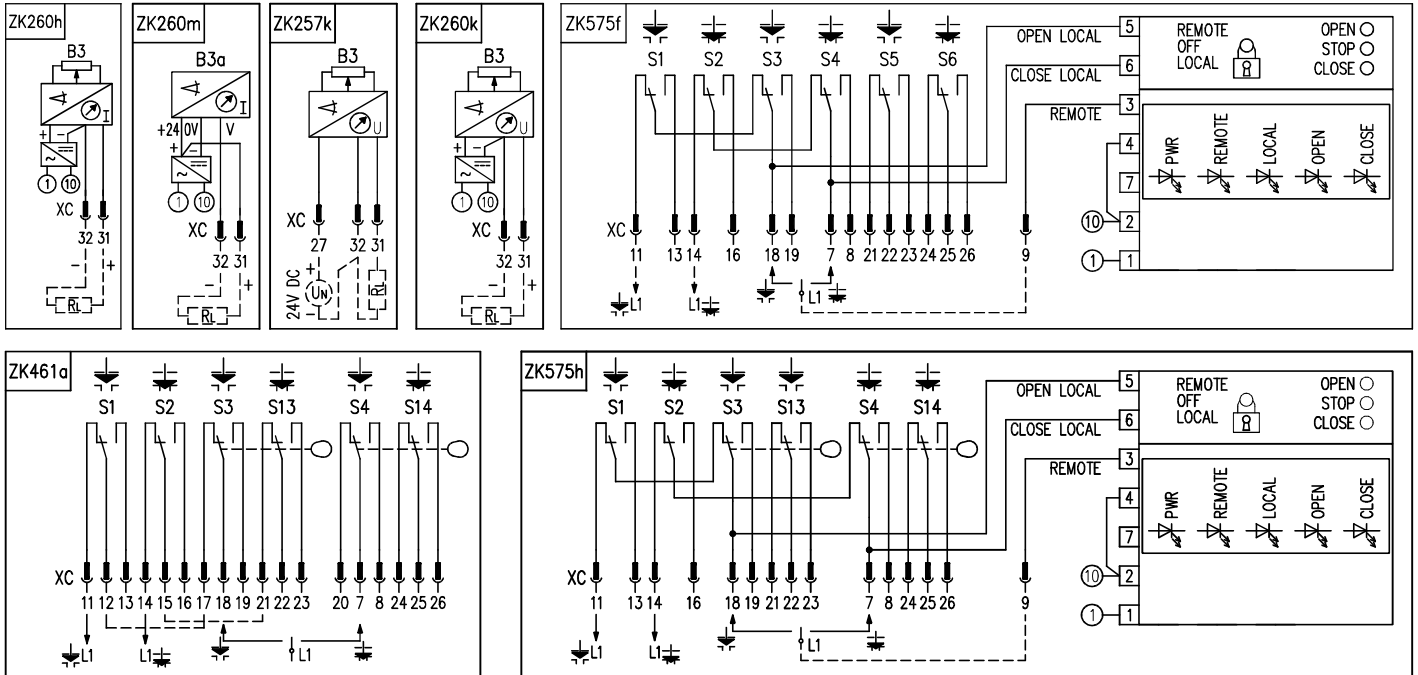 ZK260h
B3
I
+ -
~
1 10
XC
32 31
- +
RL
ZK260m
B3a
I
+24 0V V
+ -
~
1 10
XC
32 31
- +
RL
ZK257k
B3
U
XC
27 32 31
+
24V DC UN RL
-
ZK260k
B3
U
+ -
~
1 10
XC
32 31
- +
RL
ZK575f
S1 S2 S3 S4 S5 S6
OPEN LOCAL
CLOSE LOCAL
REMOTE
XC
11 13 14 16 18 19 7 8 21 22 23 24 25 26 9
L1 L1 L1
5
6
3
4
7
10 2
1 1
REMOTE OPEN
OFF STOP
LOCAL CLOSE
PWR REMOTE LOCAL OPEN CLOSE
ZK461a
S1 S2 S3 S13 S4 S14
XC
11 12 13 14 15 16 17 18 19 21 22 23 20 7 8 24 25 26
L1 L1 L1
ZK575h
S1 S2 S3 S13 S4 S14
OPEN LOCAL
CLOSE LOCAL
REMOTE
XC
11 13 14 16 18 19 21 22 23 7 8 24 25 26 9
L1 L1 L1
5
6
3
4
7
10 2
1 1
REMOTE OPEN
OFF STOP
LOCAL CLOSE
PWR REMOTE LOCAL OPEN CLOSE